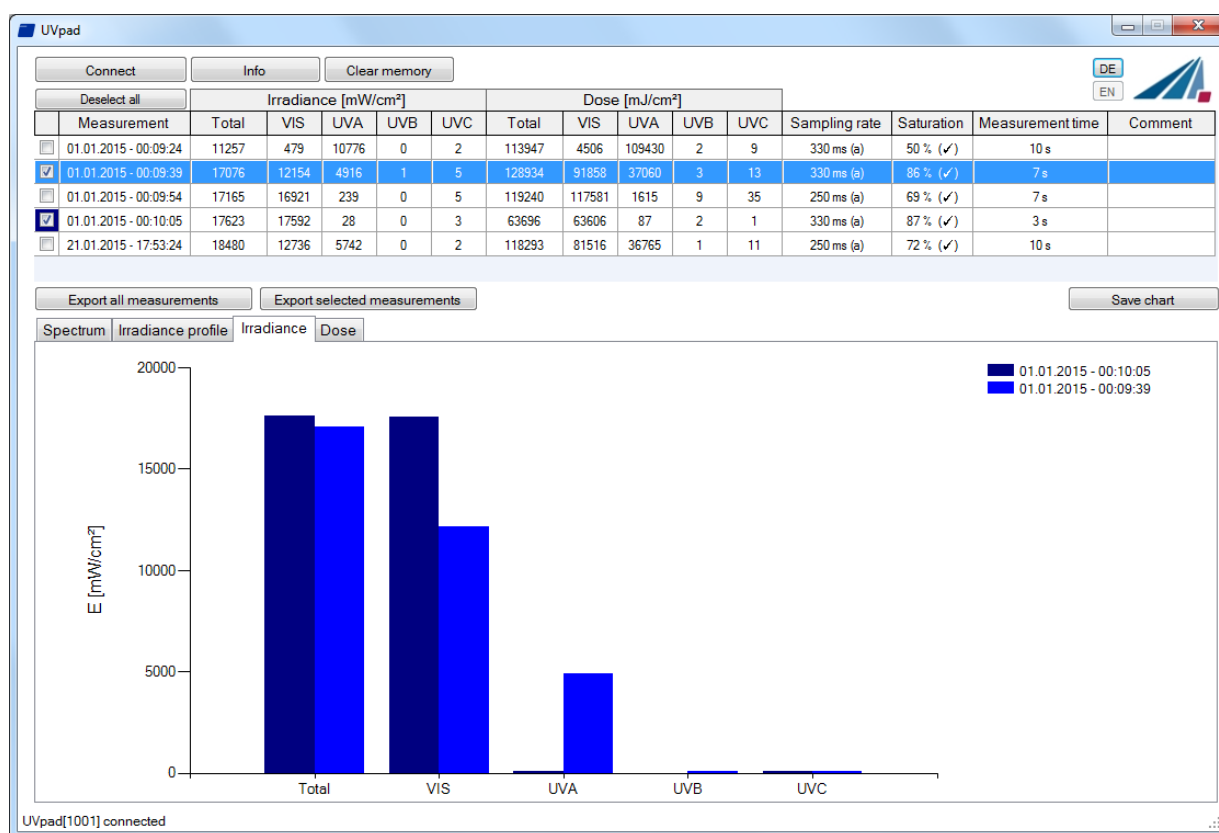 UVpad
Connect Info Clear memory DE
EN
Deselect all Irradiance [mW/cm²] Dose [mJ/cm²]
Measurement Total VIS UVA UVB UVC Total VIS UVA UVB UVC Sampling rate Saturation Measurement time Comment
01.01.2015 - 00:09:24 11257 479 10776 0 2 113947 4506 109430 2 9 330 ms (a) 50 % (✓) 10 s
01.01.2015 - 00:09:39 17076 12154 4916 1 5 128934 91858 37060 3 13 330 ms (a) 86 % (✓) 7 s
01.01.2015 - 00:09:54 17165 16921 239 0 5 119240 117581 1615 9 35 250 ms (a) 69 % (✓) 7 s
01.01.2015 - 00:10:05 17623 17592 28 0 3 63696 63606 87 2 1 330 ms (a) 87 % (✓) 3 s
21.01.2015 - 17:53:24 18480 12736 5742 0 2 118293 81516 36765 1 11 250 ms (a) 72 % (✓) 10 s
Export all measurements Export selected measurements Save chart
Spectrum Irradiance profile Irradiance Dose
20000
15000
10000
5000
0
E [mW/cm²]
Total VIS UVA UVB UVC
01.01.2015 - 00:10:05
01.01.2015 - 00:09:39
UVpad[1001] connected